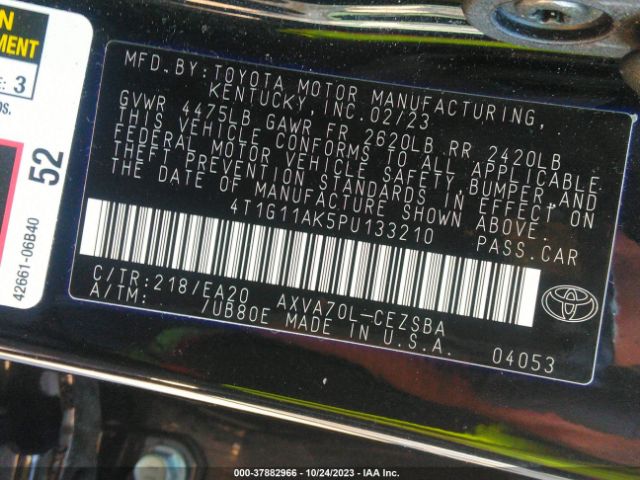 N
EMENT
E: 3
OS.
52
42661-06B40
MFD. BY: TOYOTA MOTOR MANUFACTURING,
KENTUCKY, INC. 02/23
GVWR 4475LB GAWR FR 2620LB RR 2420LB
THIS VEHICLE CONFORMS TO ALL APPLICABLE
FEDERAL MOTOR VEHICLE SAFETY, BUMPER, AND
THEFT PREVENTION STANDARDS IN EFFECT ON
THE DATE OF MANUFACTURE SHOWN ABOVE.
4T1G11AK5PU133210 PASS. CAR
C/TR: 218/EA20 AXVA70L-CEZSBA
A/TM: /UB80E MADE IN U.S.A.
04053
000-37882966 • 10/24/2023 • IAA Inc.